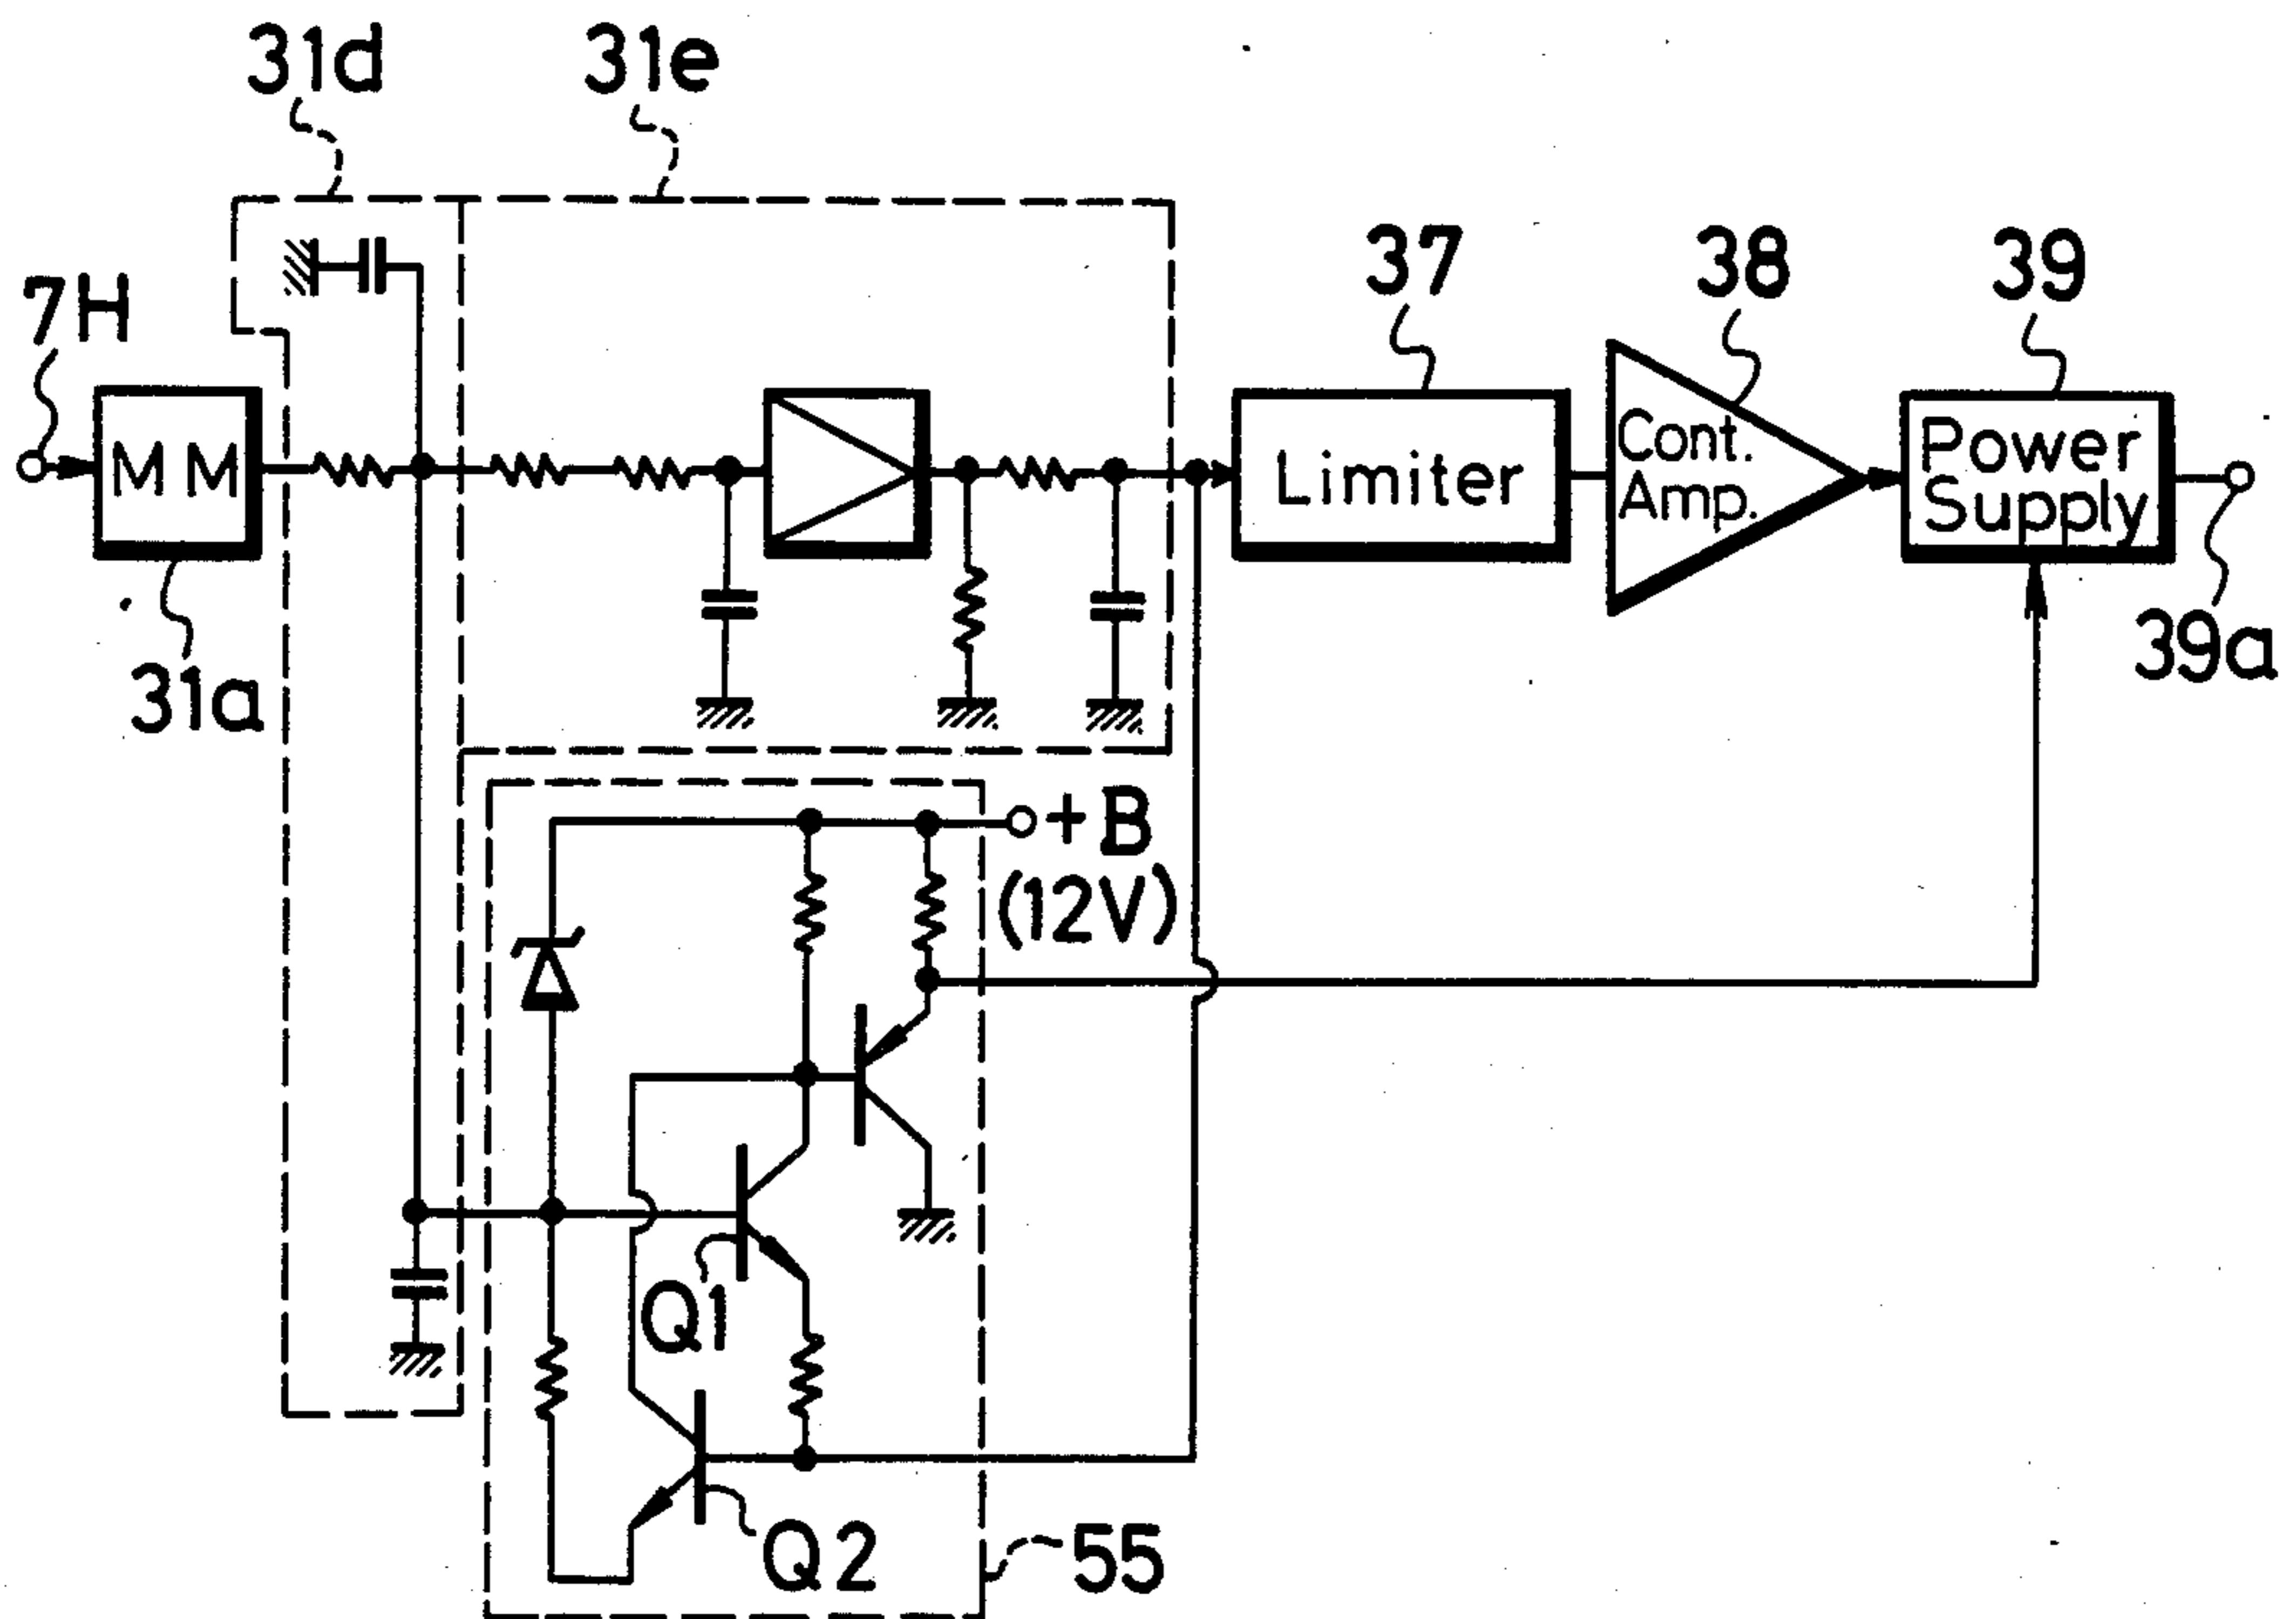 31d
31e
7H
37
38
39
MM
Limiter
Cont.
Amp.
Power
Supply
31a
39a
+B
(12V)
Q1
Q2
55